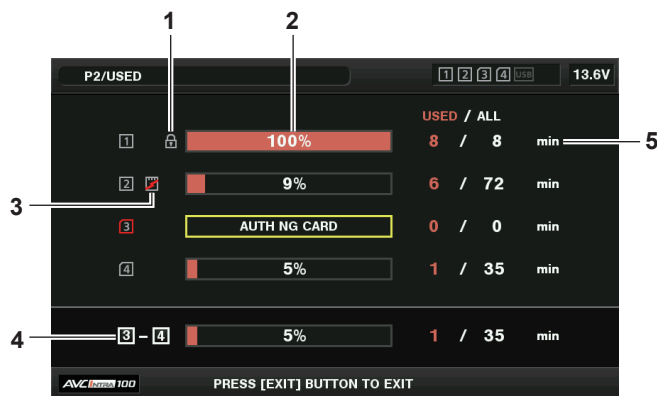 1 2
P2/USED 1 2 3 4 USB 13.6V
USED / ALL
1 100% 8 / 8 min 5
2 9% 6 / 72 min
3
3 AUTH NG CARD 0 / 0 min
4 5% 1 / 35 min
4 3 – 4 5% 1 / 35 min
AVC INTRA 100 PRESS [EXIT] BUTTON TO EXIT